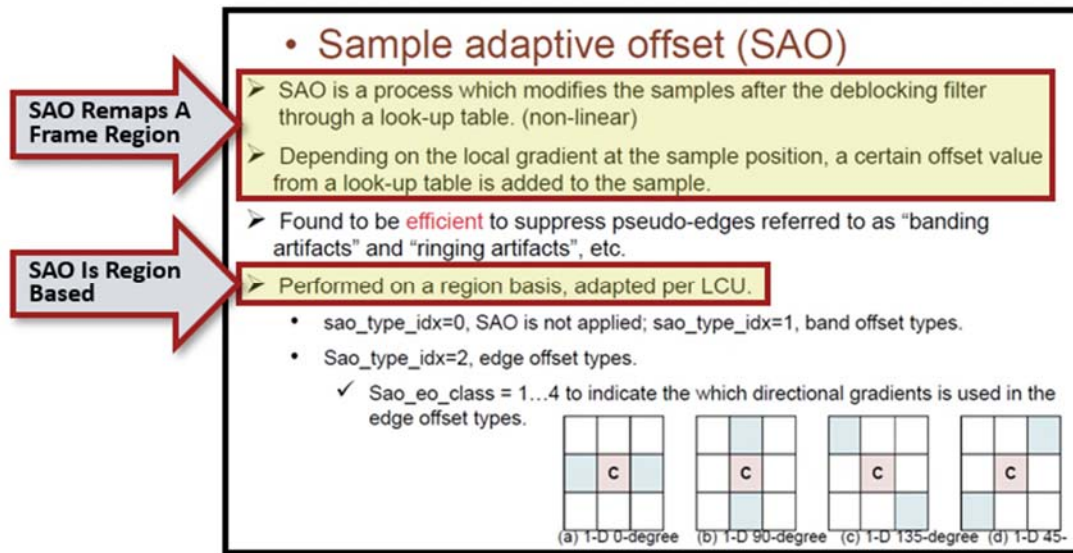 • Sample adaptive offset (SAO)
SAO Remaps A
Frame Region
➢ SAO is a process which modifies the samples after the deblocking filter
through a look-up table. (non-linear)
➢ Depending on the local gradient at the sample position, a certain offset value
from a look-up table is added to the sample.
➢ Found to be efficient to suppress pseudo-edges referred to as “banding
artifacts” and “ringing artifacts”, etc.
SAO Is Region
Based
➢ Performed on a region basis, adapted per LCU.
• sao_type_idx=0, SAO is not applied; sao_type_idx=1, band offset types.
• Sao_type_idx=2, edge offset types.
✓ Sao_eo_class = 1…4 to indicate the which directional gradients is used in the
edge offset types.
C C C C
(a) 1-D 0-degree (b) 1-D 90-degree (c) 1-D 135-degree (d) 1-D 45-